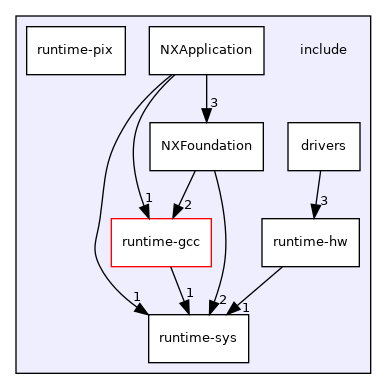 runtime-pix
NXApplication
include
3
NXFoundation
drivers
1
2
3
runtime-gcc
runtime-hw
1
1
2
1
runtime-sys